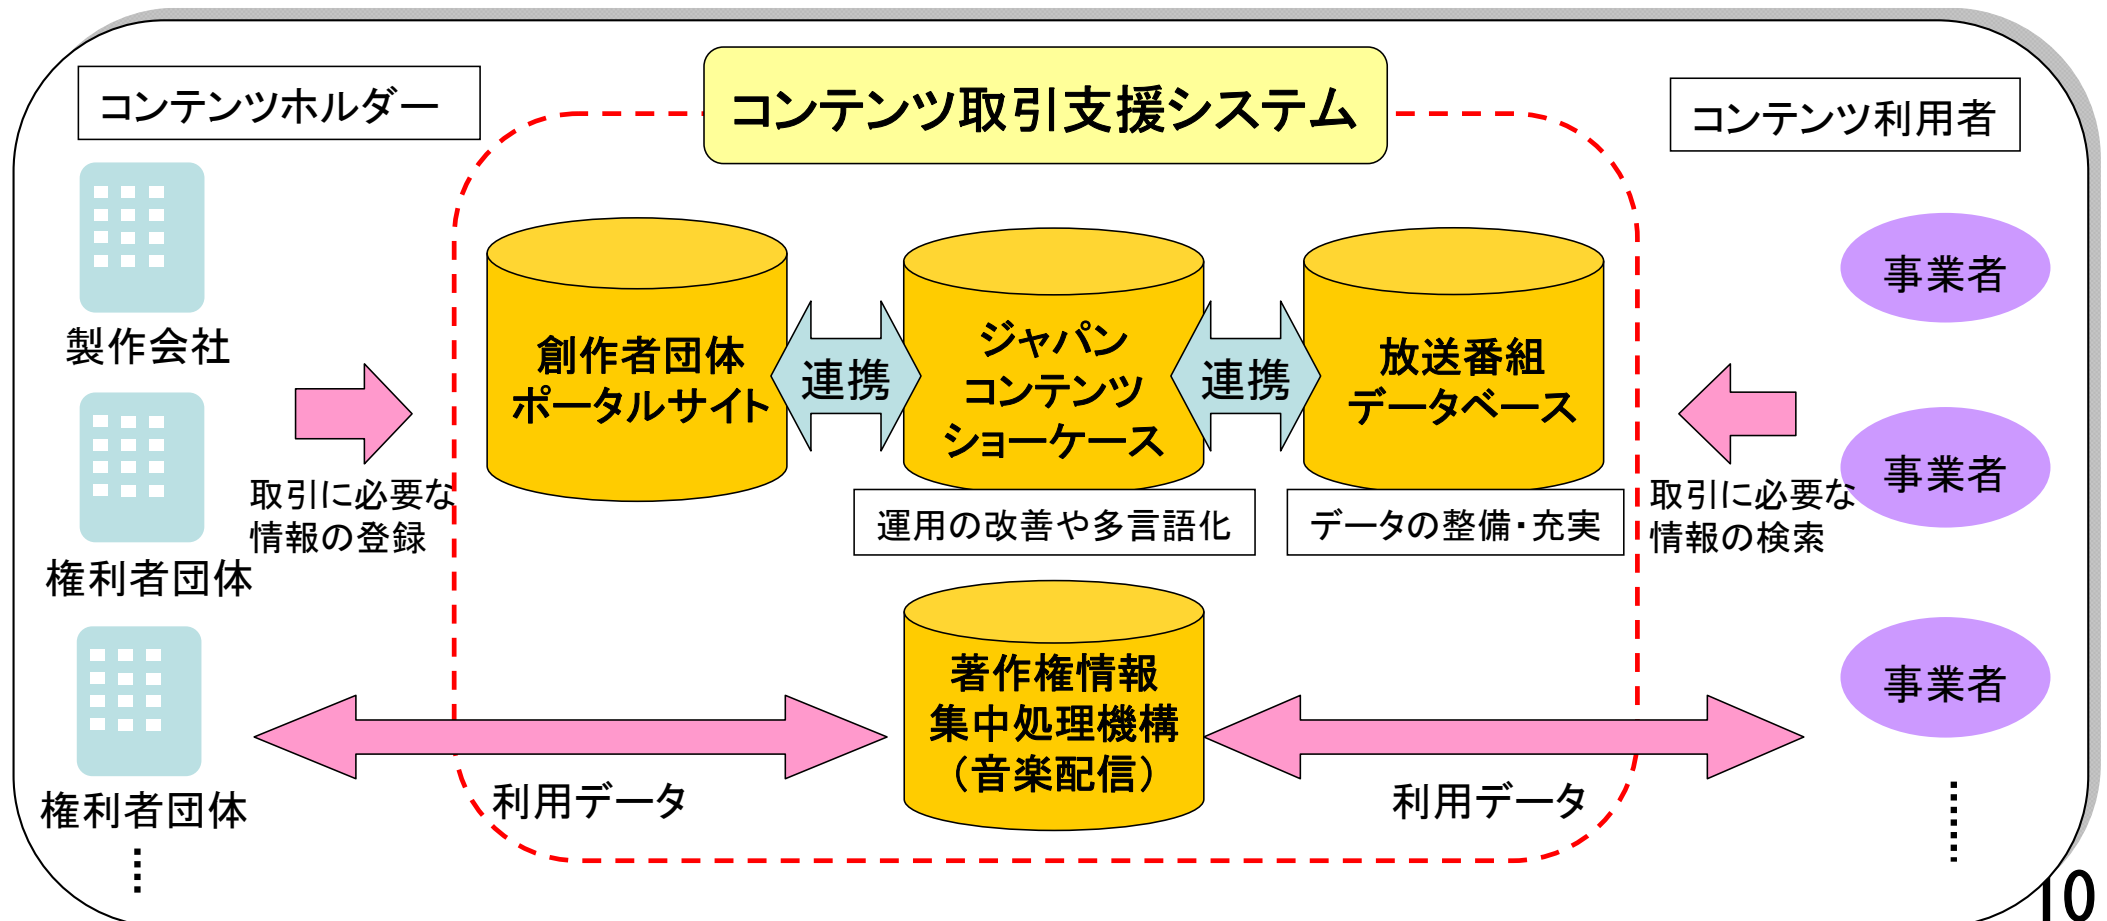 コンテンツホルダー
コンテンツ取引支援システム
コンテンツ利用者
製作会社
権利者団体
権利者団体
取引に必要な
情報の登録
創作者団体
ポータルサイト
連携
ジャパン
コンテンツ
ショーケース
連携
放送番組
データベース
運用の改善や多言語化
データの整備・充実
取引に必要な
情報の検索
事業者
事業者
事業者
著作権情報
集中処理機構
（音楽配信）
利用データ
利用データ
10